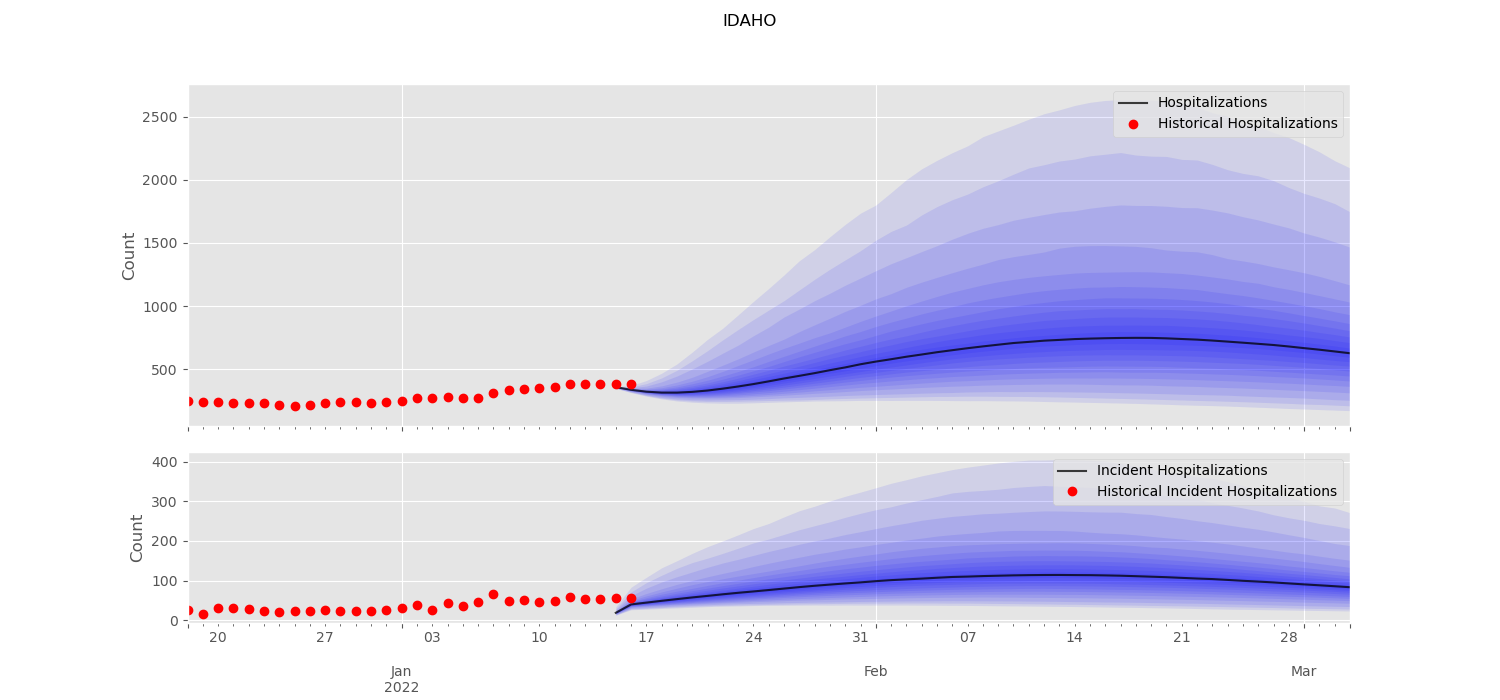 IDAHO
Hospitalizations
Historical Hospitalizations
2500
2000
1500
1000
500
Count
Incident Hospitalizations
Historical Incident Hospitalizations
400
300
200
100
0
Count
20 27 03 10 17 24 31 07 14 21 28
Jan Feb Mar
2022